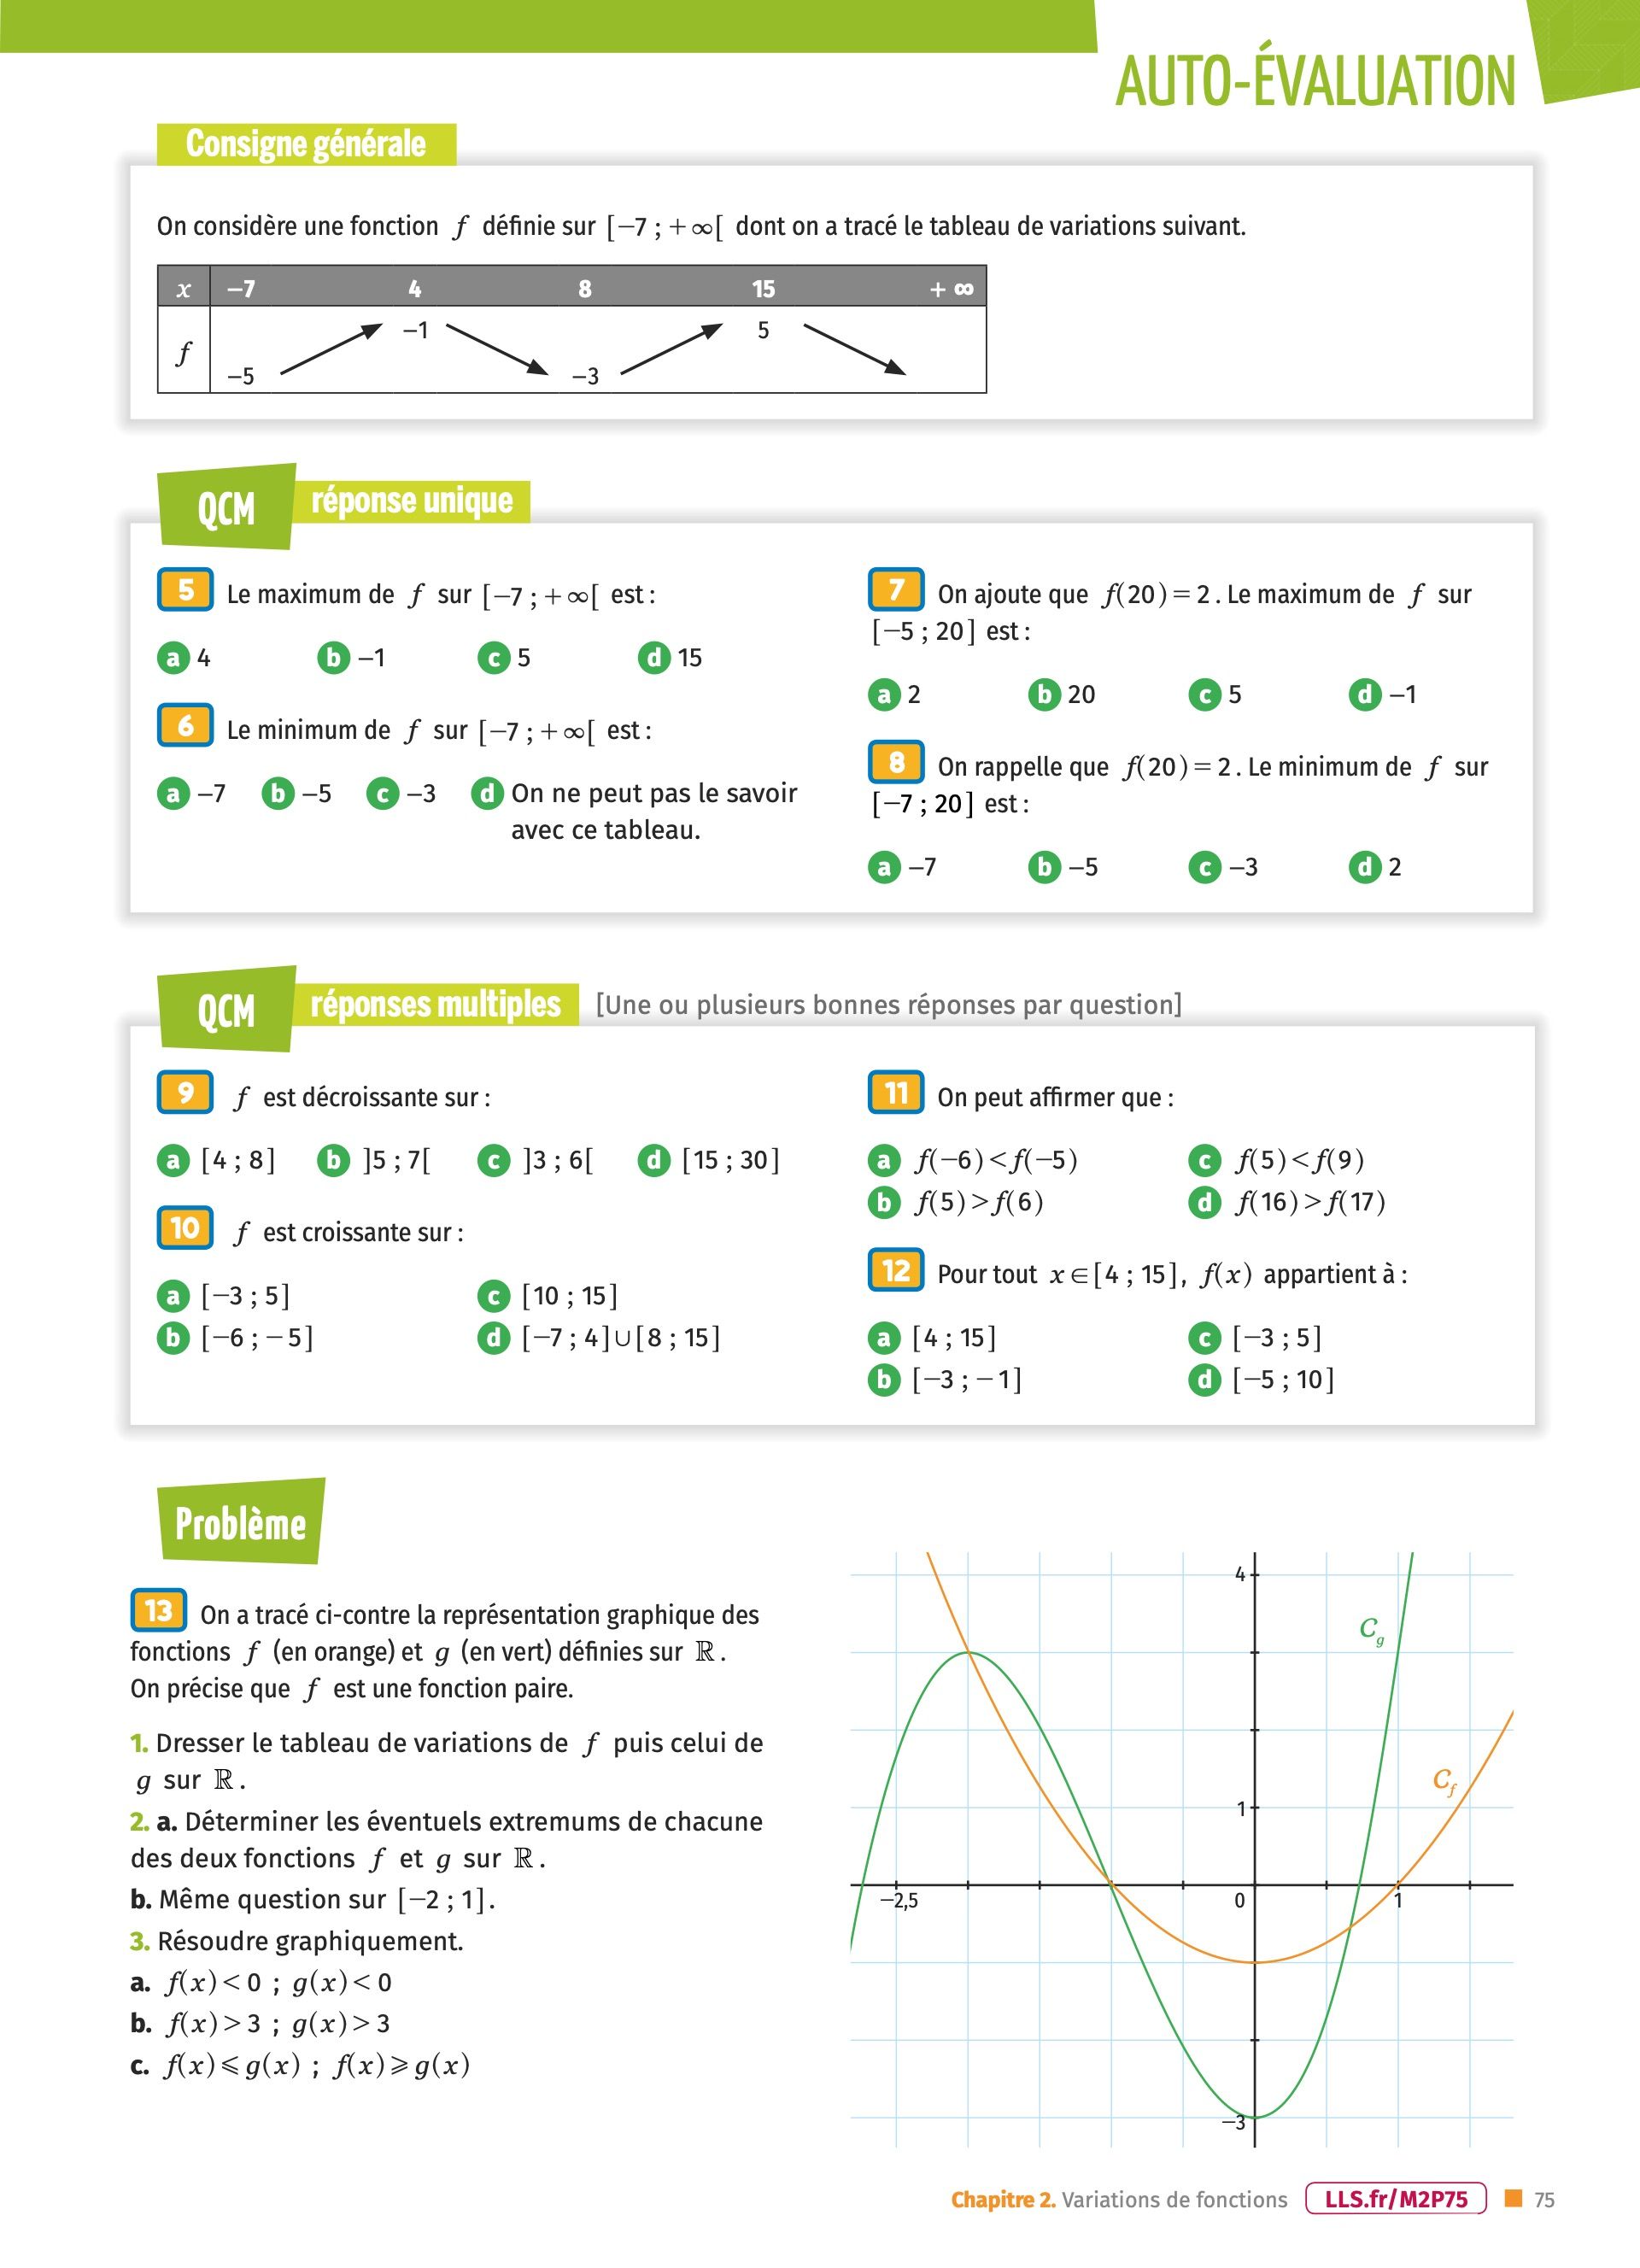 AUTO-ÉVALUATION
Consigne générale
On considère une fonction f définie sur [−7 ; +∞[ dont on a tracé le tableau de variations suivant.
x −7 4 8 15 +∞
f −5 −1 −3 5
QCM réponse unique
5 Le maximum de f sur [−7 ; +∞[ est :
a 4 b −1 c 5 d 15
6 Le minimum de f sur [−7 ; +∞[ est :
a −7 b −5 c −3 d On ne peut pas le savoir
avec ce tableau.
7 On ajoute que f(20) = 2. Le maximum de f sur
[−5 ; 20] est :
a 2 b 20 c 5 d −1
8 On rappelle que f(20) = 2. Le minimum de f sur
[−7 ; 20] est :
a −7 b −5 c −3 d 2
QCM réponses multiples [Une ou plusieurs bonnes réponses par question]
9 f est décroissante sur :
a [4 ; 8] b ]5 ; 7[ c ]3 ; 6[ d [15 ; 30]
10 f est croissante sur :
a [−3 ; 5] c [10 ; 15]
b [−6 ; −5] d [−7 ; 4]∪[8 ; 15]
11 On peut affirmer que :
a f(−6) < f(−5) c f(5) < f(9)
b f(5) > f(6) d f(16) > f(17)
12 Pour tout x ∈ [4 ; 15], f(x) appartient à :
a [4 ; 15] c [−3 ; 5]
b [−3 ; −1] d [−5 ; 10]
Problème
13 On a tracé ci-contre la représentation graphique des
fonctions f (en orange) et g (en vert) définies sur ℝ.
On précise que f est une fonction paire.
1. Dresser le tableau de variations de f puis celui de
g sur ℝ.
2. a. Déterminer les éventuels extremums de chacune
des deux fonctions f et g sur ℝ.
b. Même question sur [−2 ; 1].
3. Résoudre graphiquement.
a. f(x) < 0 ; g(x) < 0
b. f(x) > 3 ; g(x) > 3
c. f(x) ⩽ g(x) ; f(x) ⩾ g(x)
4
𝒞g
𝒞f
1
−2,5 0 1
−3
Chapitre 2. Variations de fonctions LLS.fr/M2P75 75